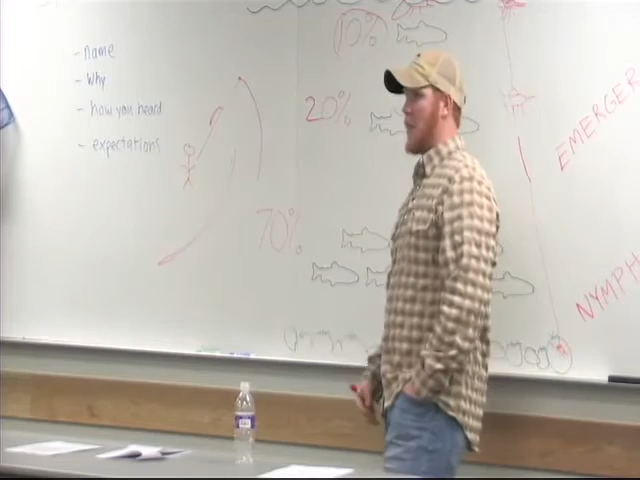 - name
- Why
- how you heard
- expectations
10%
20%
70%
EMERGER
NYMPH